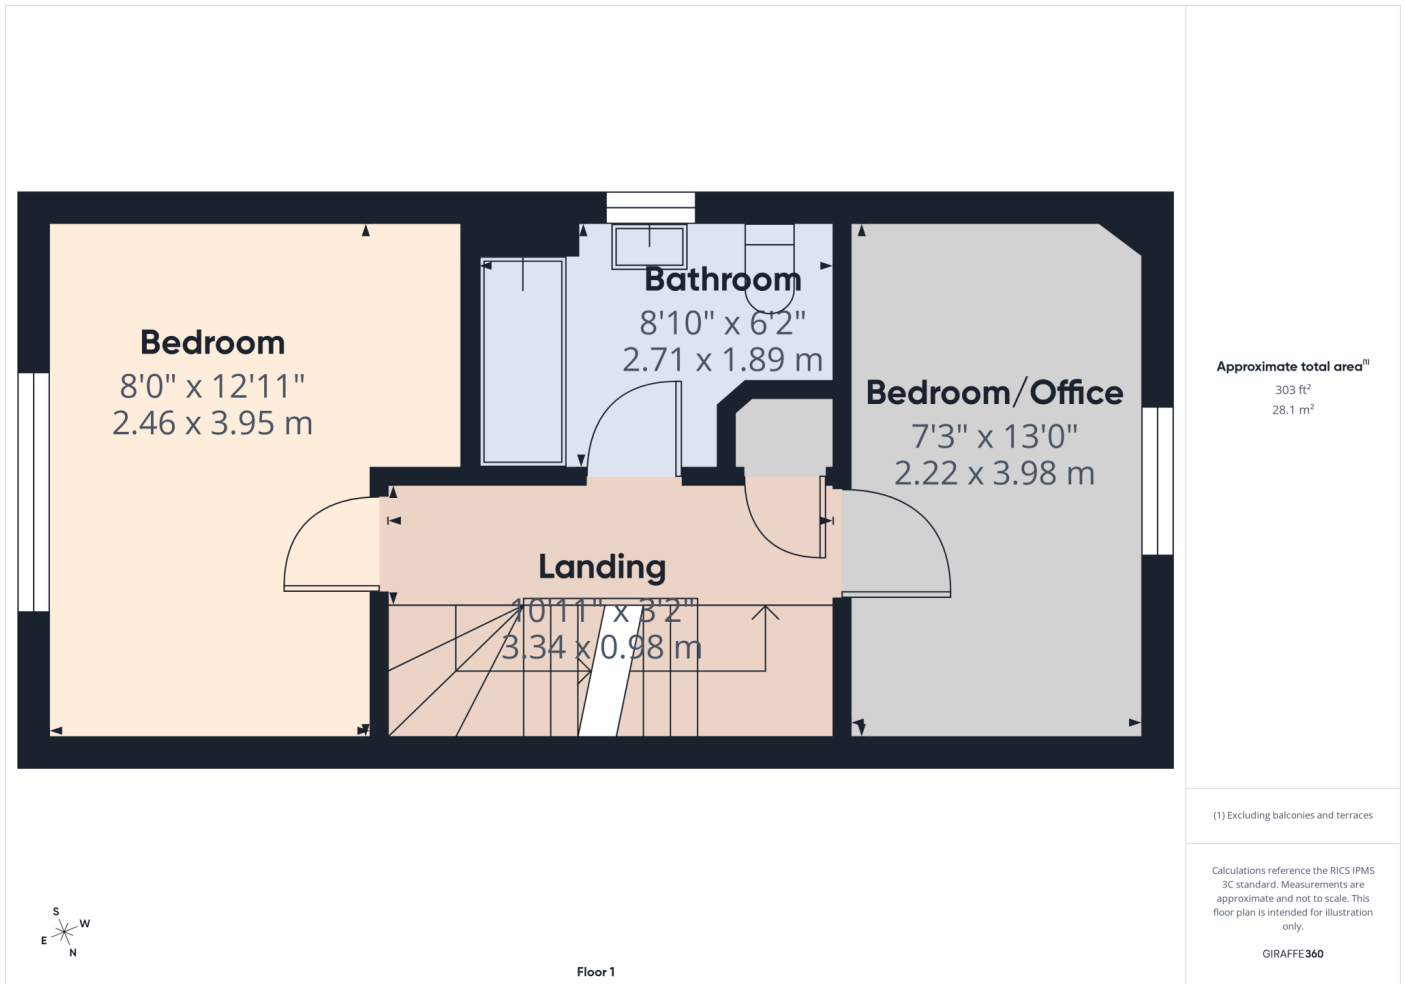 Bedroom
8'0" x 12'11"
2.46 x 3.95 m
Bathroom
8'10" x 6'2"
2.71 x 1.89 m
Bedroom/Office
7'3" x 13'0"
2.22 x 3.98 m
Landing
10'11" x 3'2"
3.34 x 0.98 m
Approximate total area(1)
303 ft²
28.1 m²
(1) Excluding balconies and terraces
Calculations reference the RICS IPMS
3C standard. Measurements are
approximate and not to scale. This
floor plan is intended for illustration
only.
GIRAFFE360
S
W
E
N
Floor 1